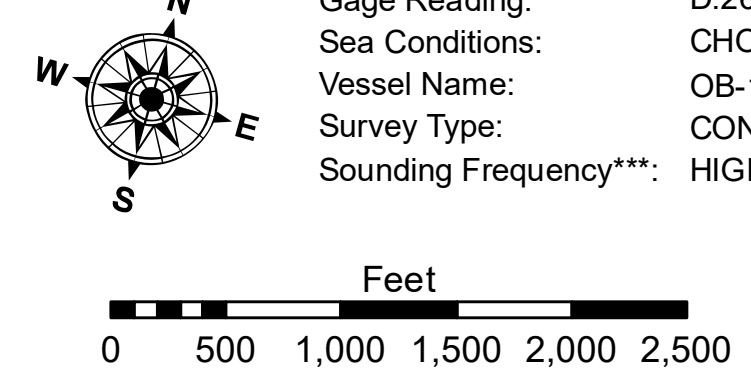 N
W
E
S
Gage Reading:
Sea Conditions:
Vessel Name: OB-
Survey Type:
Sounding Frequency***:
Feet
0 500 1,000 1,500 2,000 2,500